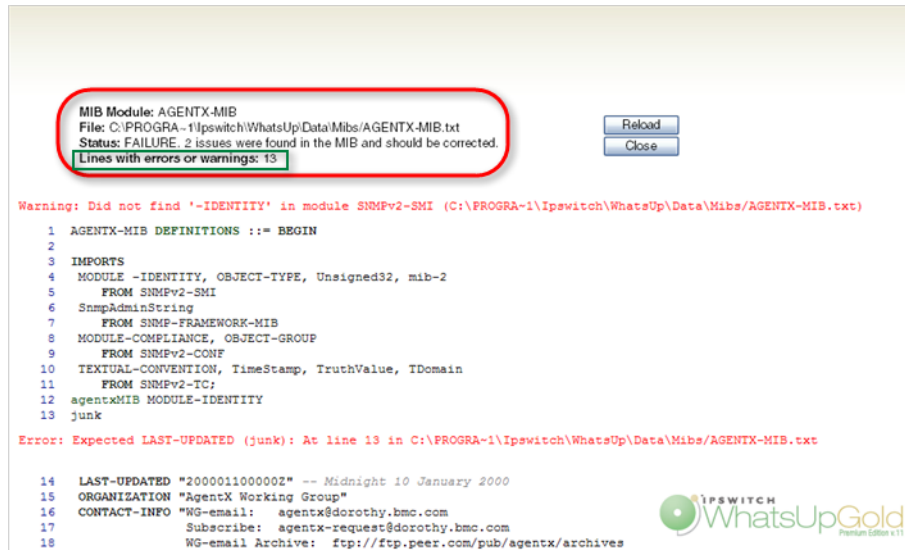 MIB Module: AGENTX-MIB
File: C:\PROGRA~1\Ipswitch\WhatsUp\Data\Mibs/AGENTX-MIB.txt
Status: FAILURE. 2 issues were found in the MIB and should be corrected.
Lines with errors or warnings: 13
Reload
Close
Warning: Did not find '-IDENTITY' in module SNMPv2-SMI (C:\PROGRA~1\Ipswitch\WhatsUp\Data\Mibs/AGENTX-MIB.txt)
1 AGENTX-MIB DEFINITIONS ::= BEGIN
2
3 IMPORTS
4 MODULE -IDENTITY, OBJECT-TYPE, Unsigned32, mib-2
5 FROM SNMPv2-SMI
6 SnmpAdminString
7 FROM SNMP-FRAMEWORK-MIB
8 MODULE-COMPLIANCE, OBJECT-GROUP
9 FROM SNMPv2-CONF
10 TEXTUAL-CONVENTION, TimeStamp, TruthValue, TDomain
11 FROM SNMPv2-TC;
12 agentxMIB MODULE-IDENTITY
13 junk
Error: Expected LAST-UPDATED (junk): At line 13 in C:\PROGRA~1\Ipswitch\WhatsUp\Data\Mibs/AGENTX-MIB.txt
14 LAST-UPDATED "200001100000Z" -- Midnight 10 January 2000
15 ORGANIZATION "AgentX Working Group"
16 CONTACT-INFO "WG-email: agentx@dorothy.bmc.com
17 Subscribe: agentx-request@dorothy.bmc.com
18 WG-email Archive: ftp://ftp.peer.com/pub/agentx/archives
IPSWITCH
WhatsUpGold
Premium Edition v.11